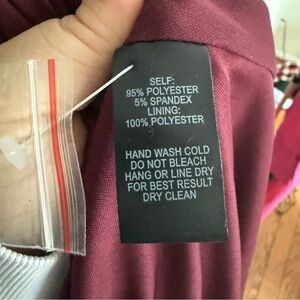 SELF:
95% POLYESTER
5% SPANDEX
LINING:
100% POLYESTER
HAND WASH COLD
DO NOT BLEACH
HANG OR LINE DRY
FOR BEST RESULT
DRY CLEAN